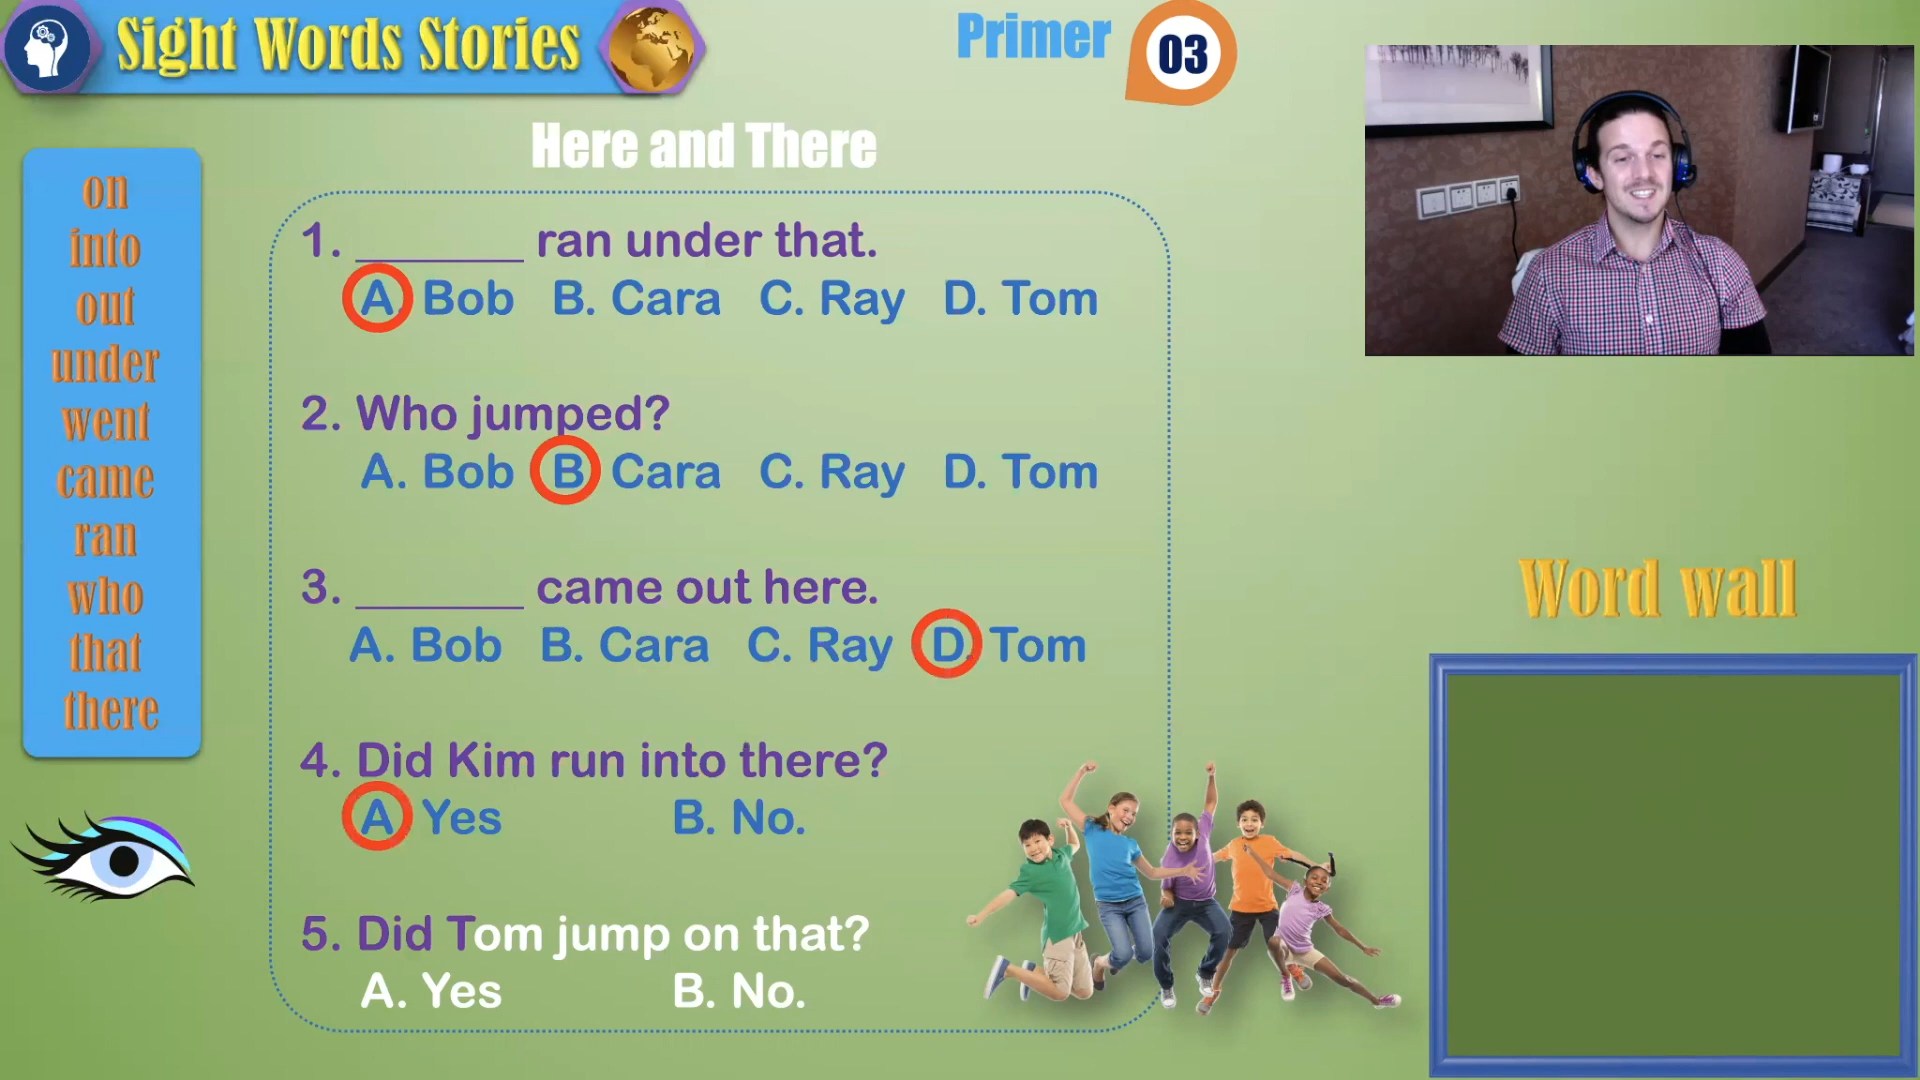 Sight Words Stories
Primer
03
Here and There
on
into
out
under
went
came
ran
who
that
there
1. _______ ran under that.
A. Bob B. Cara C. Ray D. Tom
2. Who jumped?
A. Bob B Cara C. Ray D. Tom
3. _______ came out here.
A. Bob B. Cara C. Ray D. Tom
4. Did Kim run into there?
A Yes B. No.
5. Did Tom jump on that?
A. Yes B. No.
Word wall